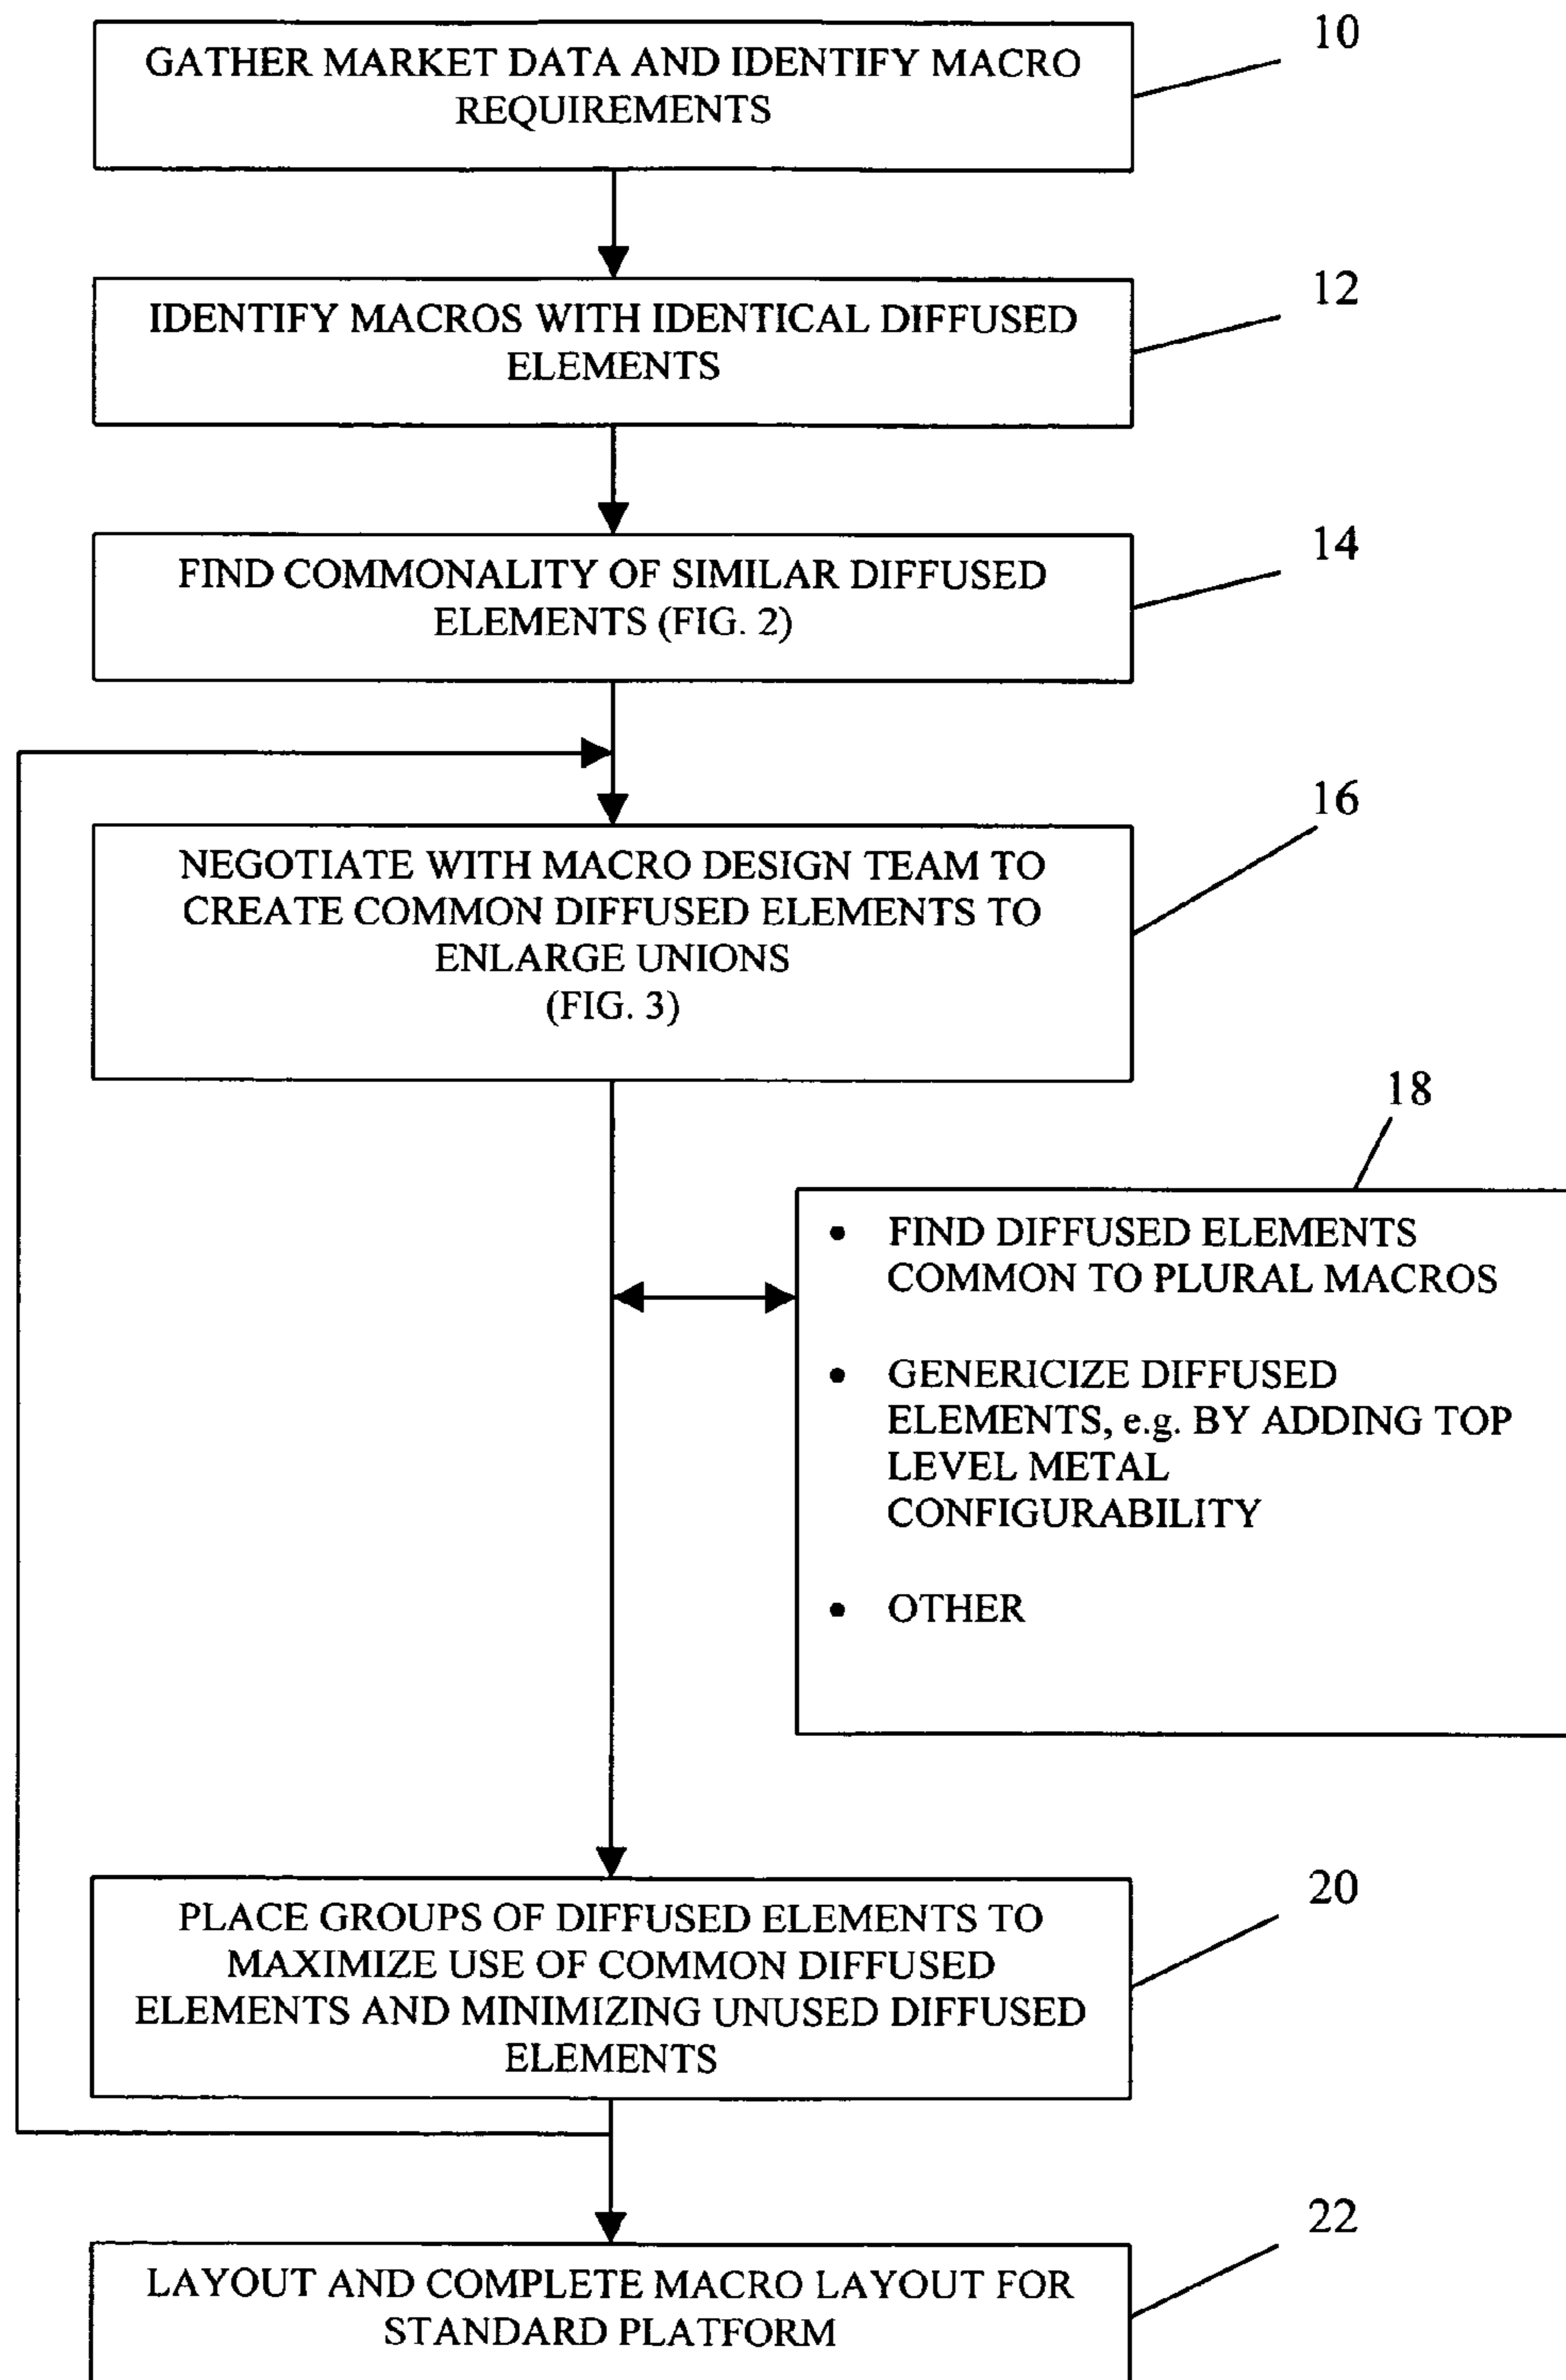 10
GATHER MARKET DATA AND IDENTIFY MACRO
REQUIREMENTS
12
IDENTIFY MACROS WITH IDENTICAL DIFFUSED
ELEMENTS
14
FIND COMMONALITY OF SIMILAR DIFFUSED
ELEMENTS (FIG. 2)
16
NEGOTIATE WITH MACRO DESIGN TEAM TO
CREATE COMMON DIFFUSED ELEMENTS TO
ENLARGE UNIONS
(FIG. 3)
18
• FIND DIFFUSED ELEMENTS
COMMON TO PLURAL MACROS
• GENERICIZE DIFFUSED
ELEMENTS, e.g. BY ADDING TOP
LEVEL METAL
CONFIGURABILITY
• OTHER
20
PLACE GROUPS OF DIFFUSED ELEMENTS TO
MAXIMIZE USE OF COMMON DIFFUSED
ELEMENTS AND MINIMIZING UNUSED DIFFUSED
ELEMENTS
22
LAYOUT AND COMPLETE MACRO LAYOUT FOR
STANDARD PLATFORM